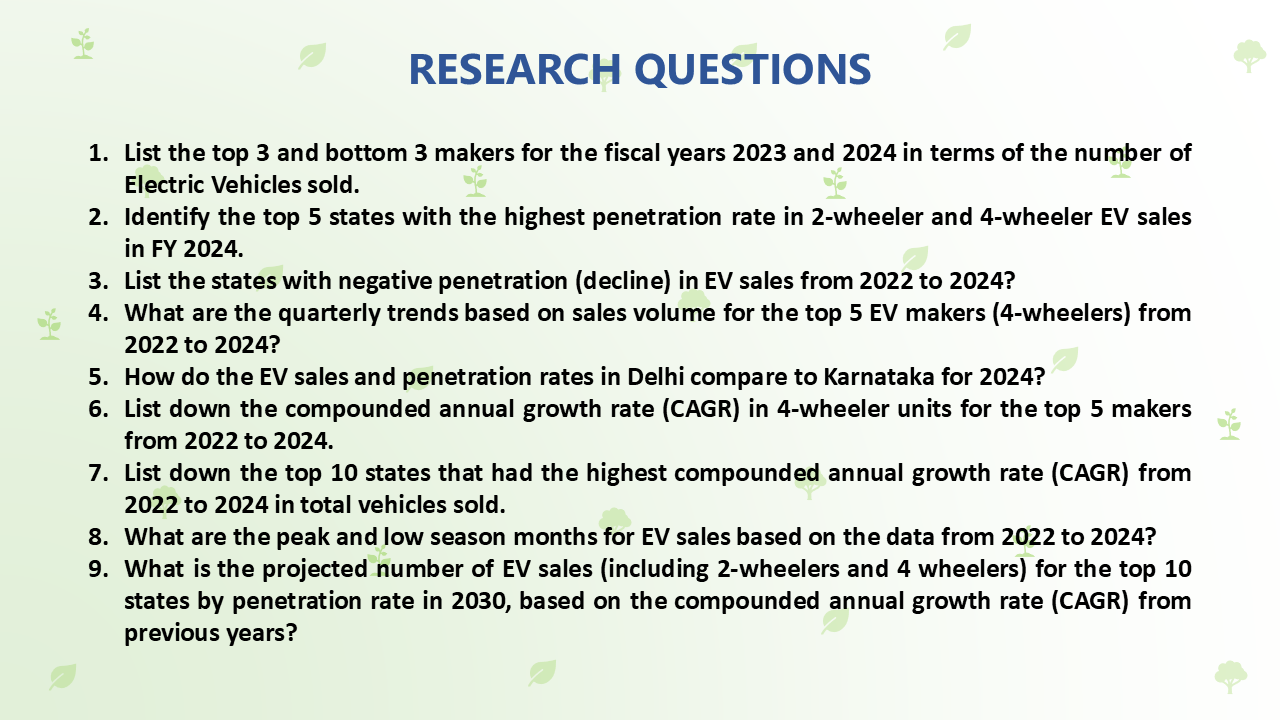 RESEARCH QUESTIONS
1. List the top 3 and bottom 3 makers for the fiscal years 2023 and 2024 in terms of the number of
Electric Vehicles sold.
2. Identify the top 5 states with the highest penetration rate in 2-wheeler and 4-wheeler EV sales
in FY 2024.
3. List the states with negative penetration (decline) in EV sales from 2022 to 2024?
4. What are the quarterly trends based on sales volume for the top 5 EV makers (4-wheelers) from
2022 to 2024?
5. How do the EV sales and penetration rates in Delhi compare to Karnataka for 2024?
6. List down the compounded annual growth rate (CAGR) in 4-wheeler units for the top 5 makers
from 2022 to 2024.
7. List down the top 10 states that had the highest compounded annual growth rate (CAGR) from
2022 to 2024 in total vehicles sold.
8. What are the peak and low season months for EV sales based on the data from 2022 to 2024?
9. What is the projected number of EV sales (including 2-wheelers and 4 wheelers) for the top 10
states by penetration rate in 2030, based on the compounded annual growth rate (CAGR) from
previous years?